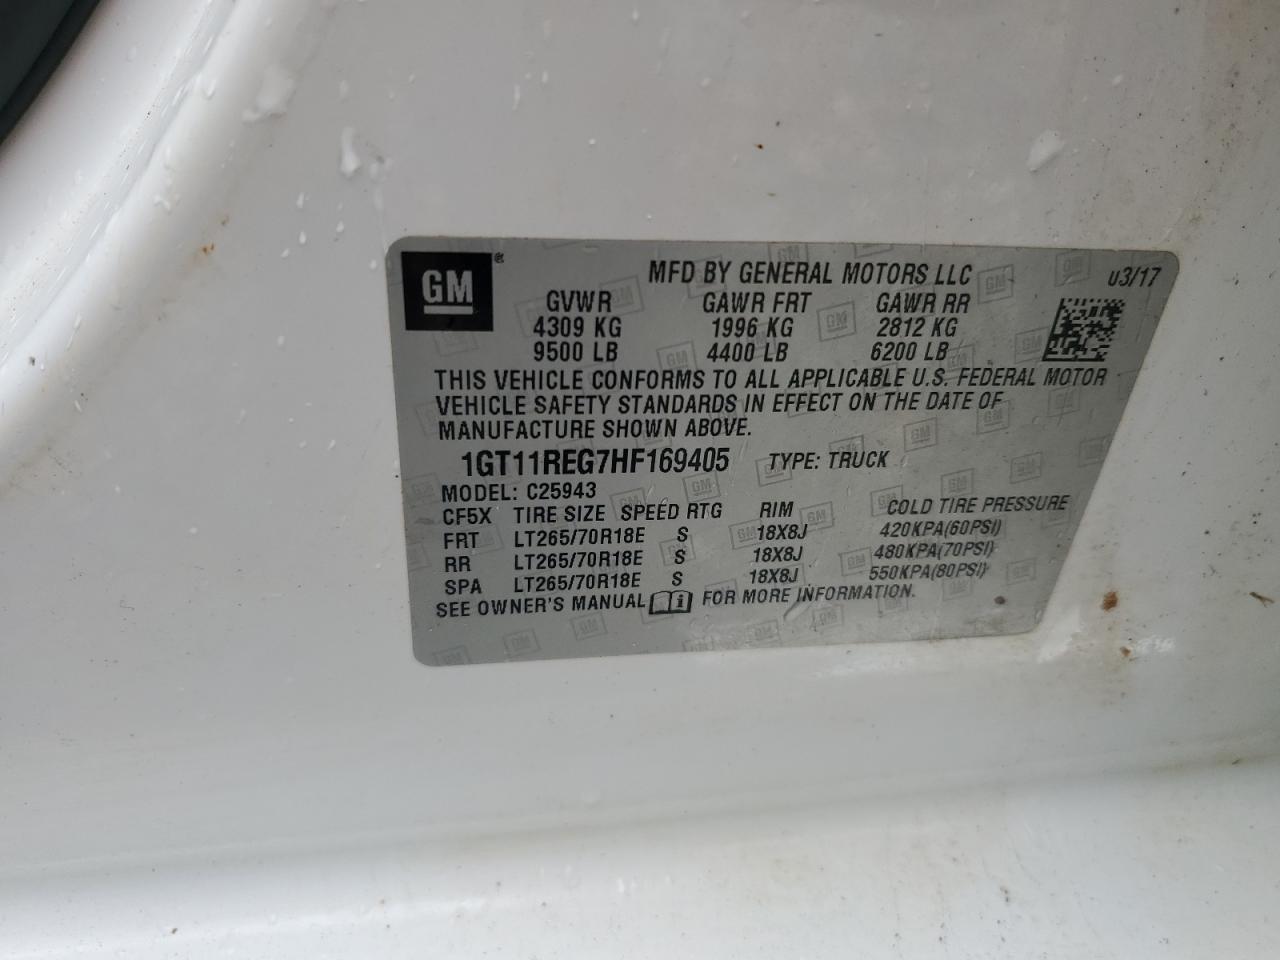 GM® MFD BY GENERAL MOTORS LLC 03/17
GVWR GAWR FRT GAWR RR
4309 KG 1996 KG 2812 KG
9500 LB 4400 LB 6200 LB
THIS VEHICLE CONFORMS TO ALL APPLICABLE U.S. FEDERAL MOTOR
VEHICLE SAFETY STANDARDS IN EFFECT ON THE DATE OF
MANUFACTURE SHOWN ABOVE.
1GT11REG7HF169405 TYPE: TRUCK
MODEL: C25943
CF5X TIRE SIZE SPEED RTG RIM COLD TIRE PRESSURE
FRT LT265/70R18E S 18X8J 420KPA(60PSI)
RR LT265/70R18E S 18X8J 480KPA(70PSI)
SPA LT265/70R18E S 18X8J 550KPA(80PSI)
SEE OWNER'S MANUAL FOR MORE INFORMATION.